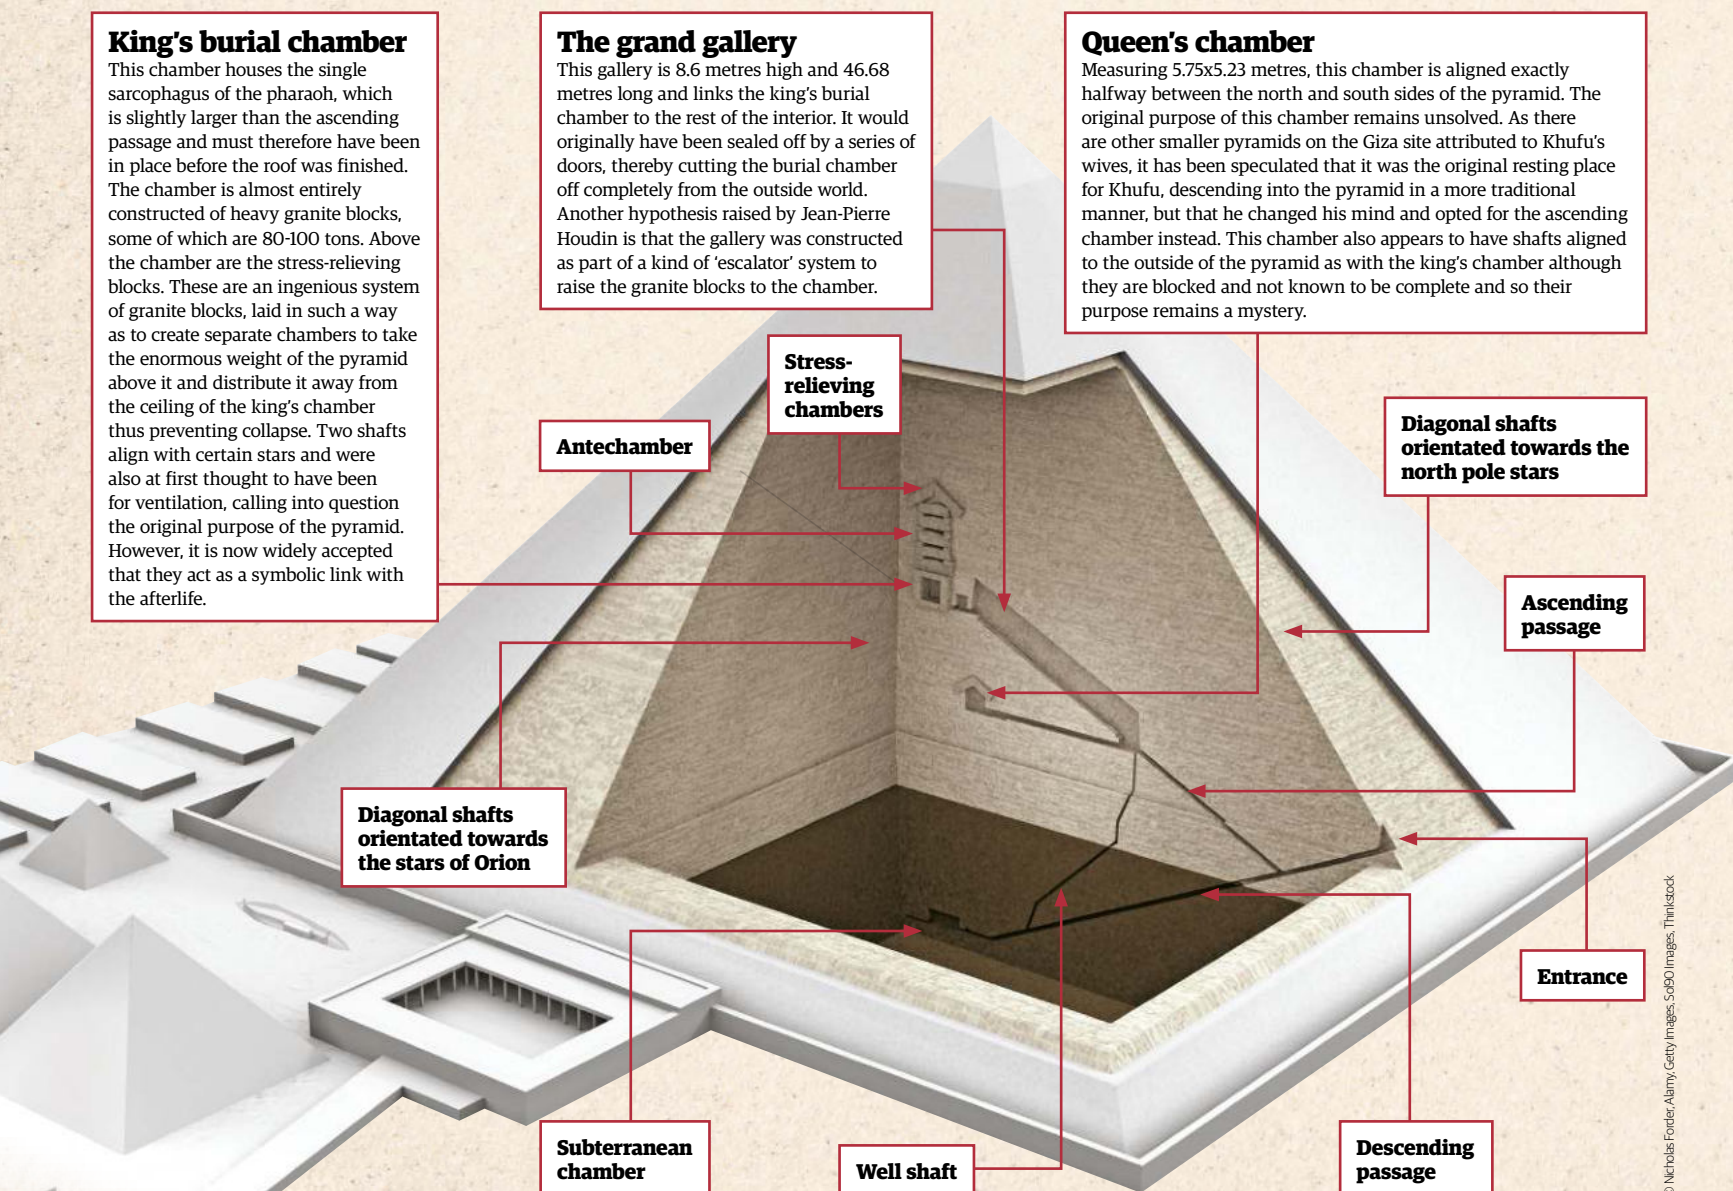 King's burial chamber
This chamber houses the single
sarcophagus of the pharaoh, which
is slightly larger than the ascending
passage and must therefore have been
in place before the roof was finished.
The chamber is almost entirely
constructed of heavy granite blocks,
some of which are 80-100 tons. Above
the chamber are the stress-relieving
blocks. These are an ingenious system
of granite blocks, laid in such a way
as to create separate chambers to take
the enormous weight of the pyramid
above it and distribute it away from
the ceiling of the king's chamber
thus preventing collapse. Two shafts
align with certain stars and were
also at first thought to have been
for ventilation, calling into question
the original purpose of the pyramid.
However, it is now widely accepted
that they act as a symbolic link with
the afterlife.
The grand gallery
This gallery is 8.6 metres high and 46.68
metres long and links the king's burial
chamber to the rest of the interior. It would
originally have been sealed off by a series of
doors, thereby cutting the burial chamber
off completely from the outside world.
Another hypothesis raised by Jean-Pierre
Houdin is that the gallery was constructed
as part of a kind of 'escalator' system to
raise the granite blocks to the chamber.
Queen's chamber
Measuring 5.75x5.23 metres, this chamber is aligned exactly
halfway between the north and south sides of the pyramid. The
original purpose of this chamber remains unsolved. As there
are other smaller pyramids on the Giza site attributed to Khufu's
wives, it has been speculated that it was the original resting place
for Khufu, descending into the pyramid in a more traditional
manner, but that he changed his mind and opted for the ascending
chamber instead. This chamber also appears to have shafts aligned
to the outside of the pyramid as with the king's chamber although
they are blocked and not known to be complete and so their
purpose remains a mystery.
Stress-
relieving
chambers
Antechamber
Diagonal shafts
orientated towards the
north pole stars
Ascending
passage
Diagonal shafts
orientated towards
the stars of Orion
Entrance
Subterranean
chamber
Well shaft
Descending
passage
© Nicholas Forder, Alamy, Getty Images, Sol90 Images, Thinkstock